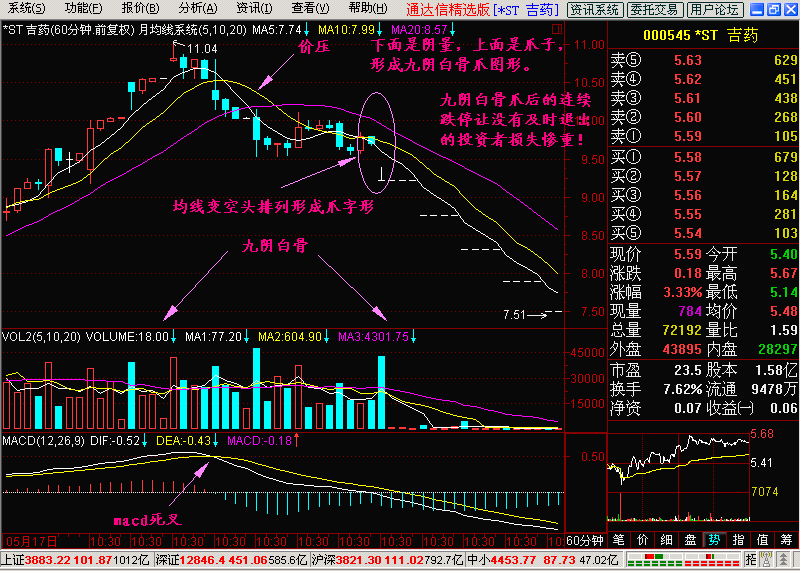 系统(S) 功能(F) 报价(B) 分析(A) 资讯(I) 查看(V) 帮助(H) 通达信精选版[*ST 吉药] 资讯系统 委托交易 用户论坛
*ST吉药(60分钟.前复权) 月均线系统(5,10,20) MA5:7.74↓ MA10:7.99↓ MA20:8.57↓
000545 *ST 吉药
11.04
价压
下面是阴量，上面是爪子，
形成九阴白骨爪图形。
九阴白骨爪后的连续
跌停让没有及时退出
的投资者损失惨重！
均线变空头排列形成爪字形
九阴白骨
7.51
11.00
10.50
10.00
9.50
9.00
8.50
8.00
7.50
卖⑤ 5.63 629
卖④ 5.62 451
卖③ 5.61 438
卖② 5.60 268
卖① 5.59 105
买① 5.58 679
买② 5.57 128
买③ 5.56 164
买④ 5.55 281
买⑤ 5.54 103
现价 5.59 今开 5.40
涨跌 0.18 最高 5.67
涨幅 3.33% 最低 5.14
现量 784 均价 5.48
总量 72192 量比 1.59
外盘 43895 内盘 28297
市盈 23.5 股本 1.58亿
换手 7.62% 流通 9478万
净资 0.07 收益(一) 0.06
VOL2(5,10,20) VOLUME:18.00↓ MA1:77.20↓ MA2:604.90↓ MA3:4301.75↓
45000
30000
15000
MACD(12,26,9) DIF:-0.52↓ DEA:-0.43↓ MACD:-0.18↑
0.50
macd死叉
5.68
5.41
7074
05月17日 10:30 10:30 10:30 10:30 10:30 10:30 10:30 10:30 10:30 10:30 10:30 60分钟
笔 价 细 盘 势 指 值 筹
上证3883.22 101.87 1012亿 深证12846.4 451.06 585.6亿 沪深3821.30 111.02 792.7亿 中小4453.77 87.73 47.02亿 招